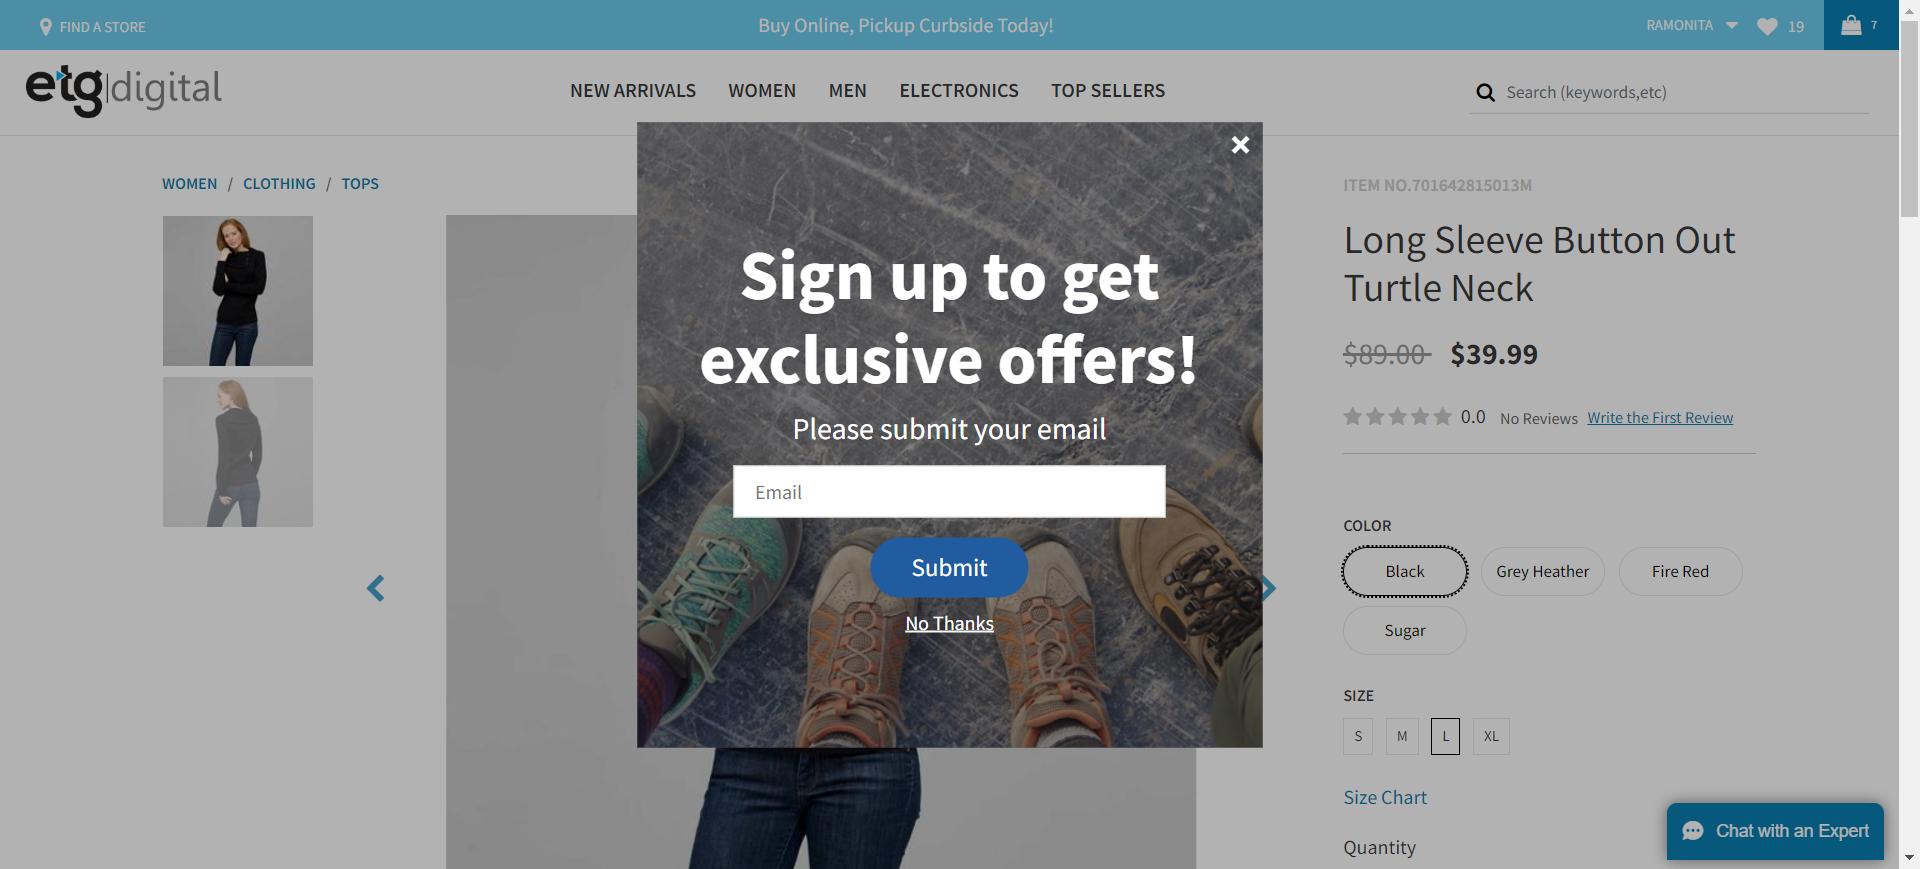 FIND A STORE
Buy Online, Pickup Curbside Today!
RAMONITA
19
7
etg|digital
NEW ARRIVALS WOMEN MEN ELECTRONICS TOP SELLERS
Search (keywords,etc)
WOMEN / CLOTHING / TOPS
Sign up to get
exclusive offers!
Please submit your email
Email
Submit
No Thanks
ITEM NO.701642815013M
Long Sleeve Button Out
Turtle Neck
$89.00 $39.99
0.0 No Reviews Write the First Review
COLOR
Black Grey Heather Fire Red
Sugar
SIZE
S M L XL
Size Chart
Quantity
Chat with an Expert